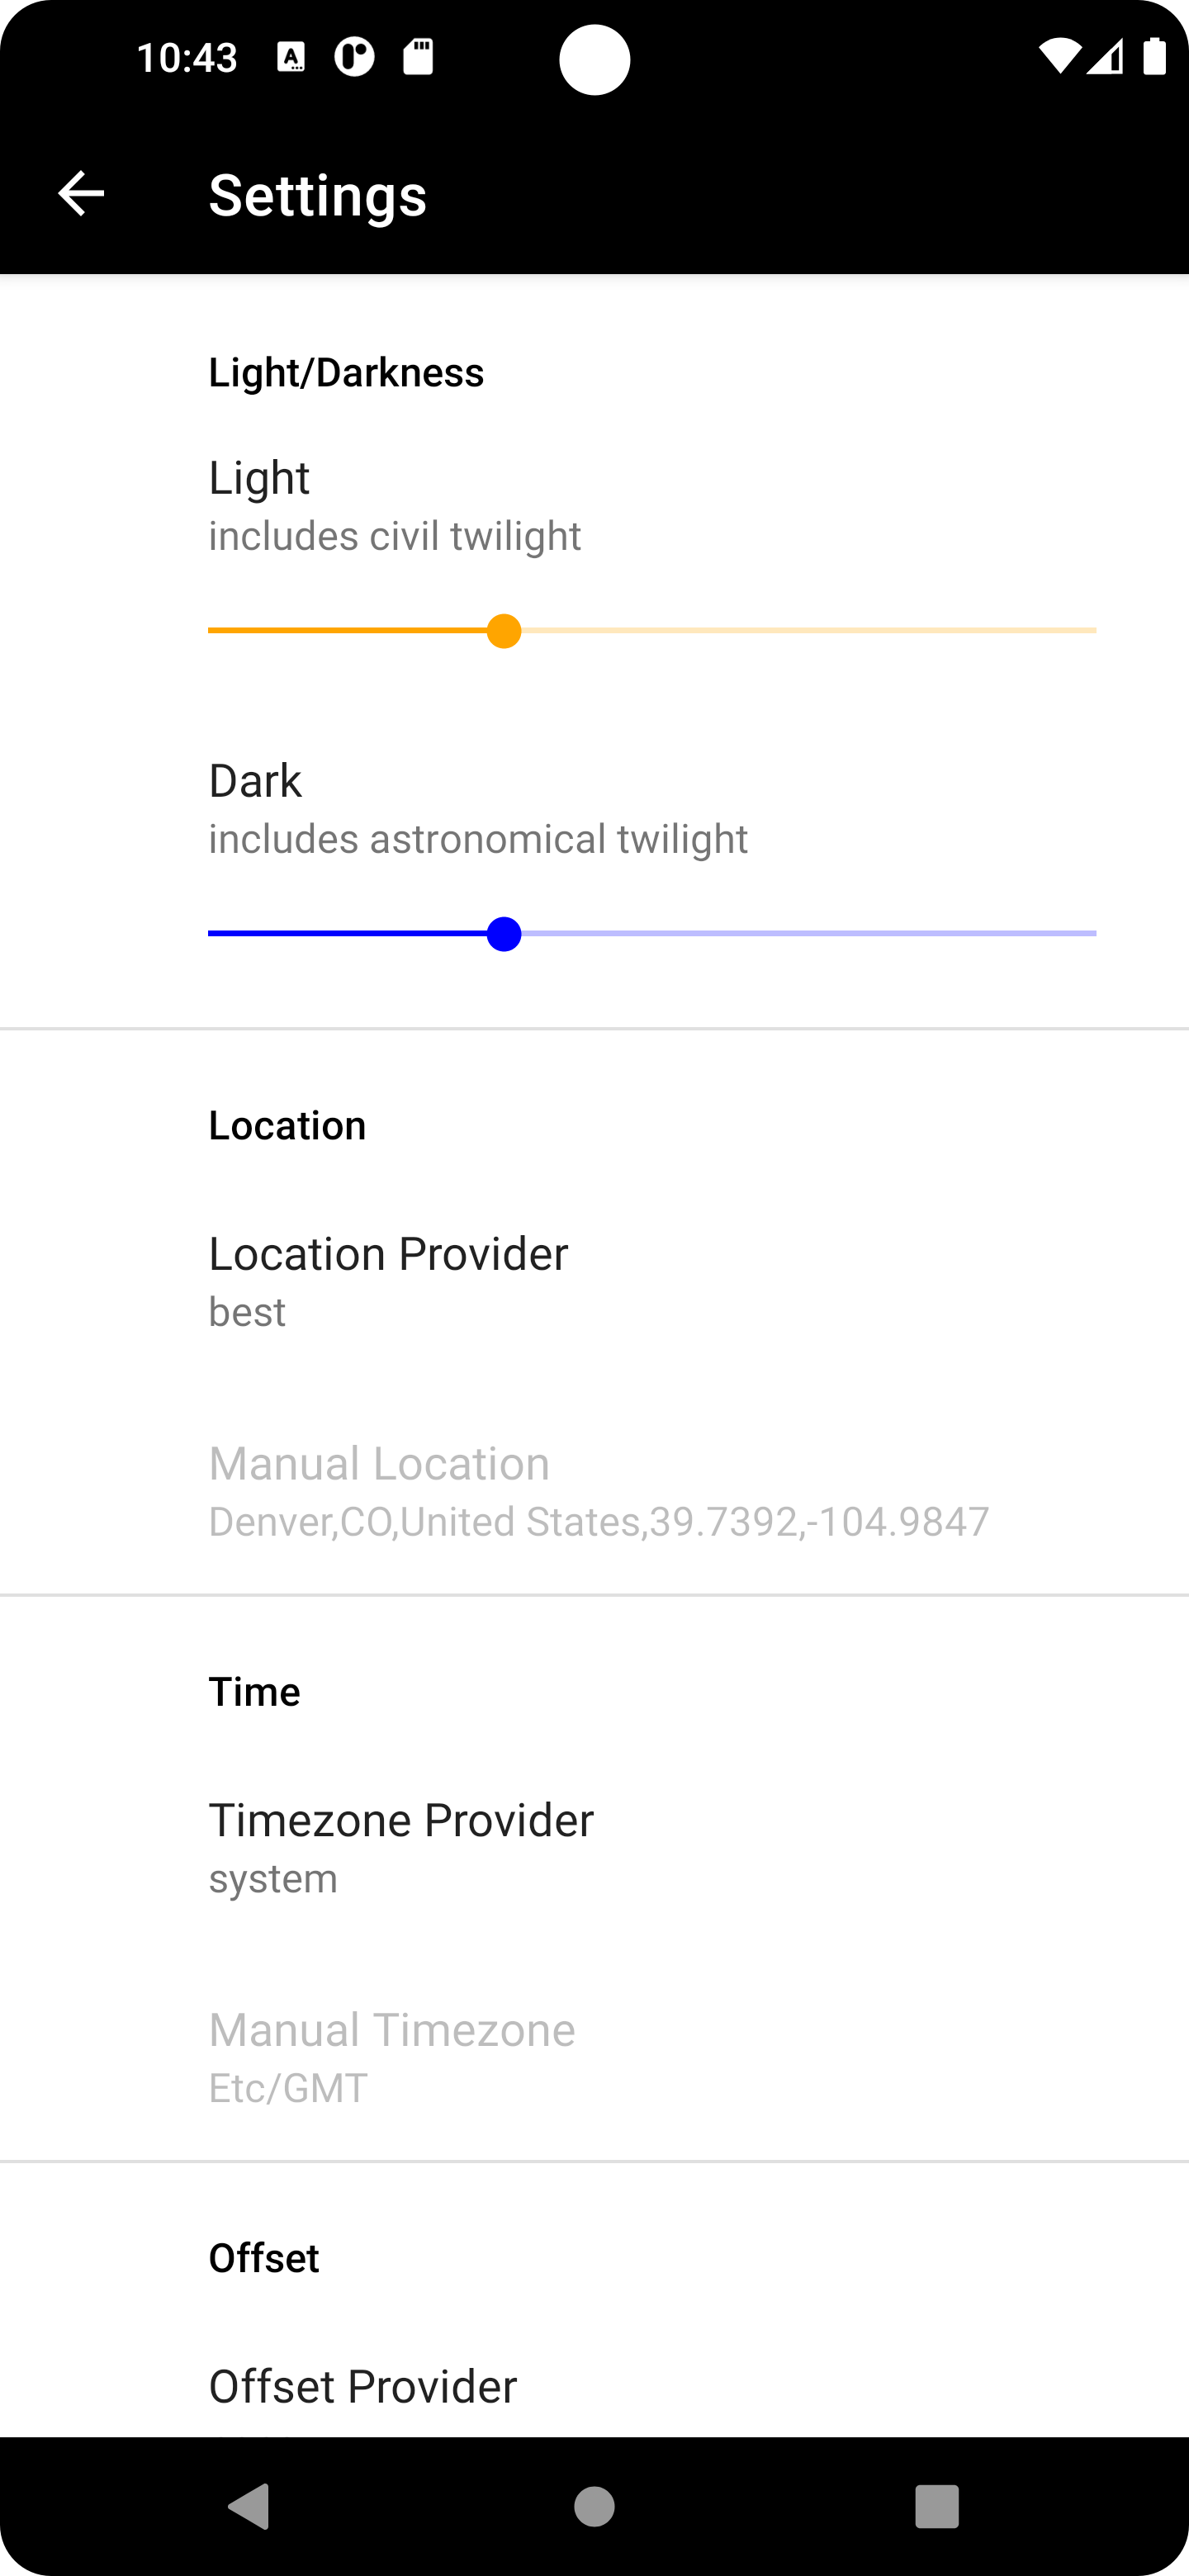 10:43
Settings
Light/Darkness
Light
includes civil twilight
Dark
includes astronomical twilight
Location
Location Provider
best
Manual Location
Denver,CO,United States,39.7392,-104.9847
Time
Timezone Provider
system
Manual Timezone
Etc/GMT
Offset
Offset Provider